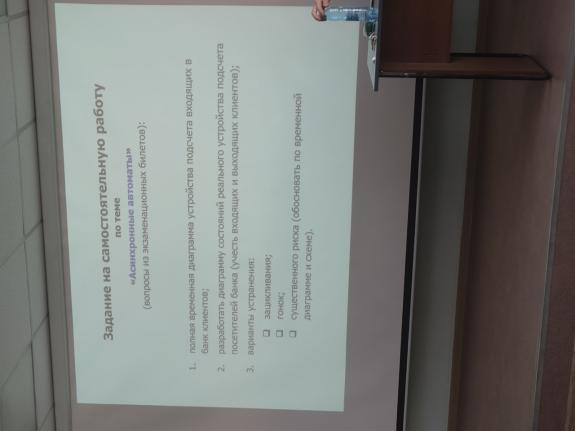 Задание на самостоятельную работу
по теме
«Асинхронные автоматы»
(вопросы из экзаменационных билетов):
1. полная временная диаграмма устройства подсчета входящих в
банк клиентов;
2. разработать диаграмму состояний реального устройства подсчета
посетителей банка (учесть входящих и выходящих клиентов);
3. варианты устранения:
❑ зацикливания;
❑ гонок;
❑ существенного риска (обосновать по временной
диаграмме и схеме).